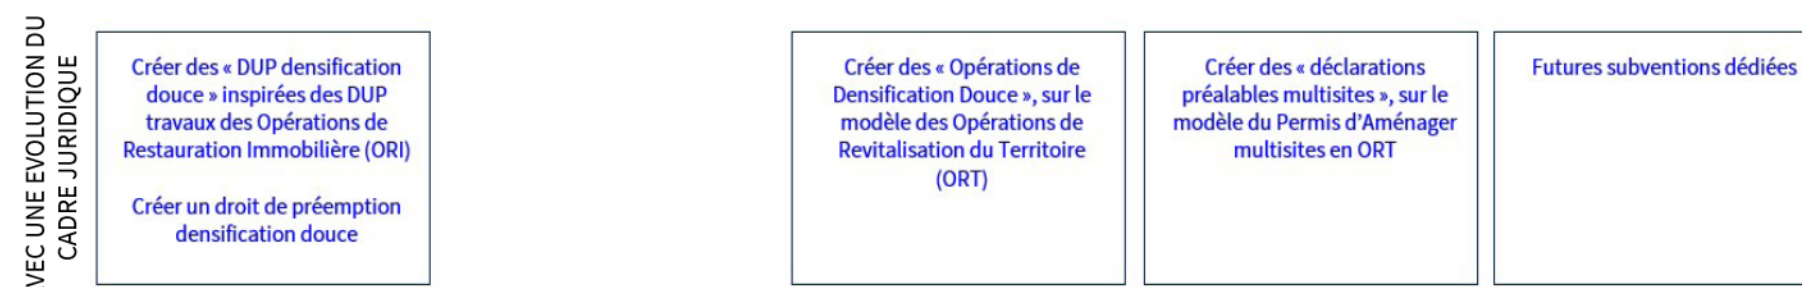 VEC UNE EVOLUTION DU
CADRE JURIDIQUE
Créer des « DUP densification
douce » inspirées des DUP
travaux des Opérations de
Restauration Immobilière (ORI)
Créer un droit de préemption
densification douce
Créer des « Opérations de
Densification Douce », sur le
modèle des Opérations de
Revitalisation du Territoire
(ORT)
Créer des « déclarations
préalables multisites », sur le
modèle du Permis d’Aménager
multisites en ORT
Futures subventions dédiées